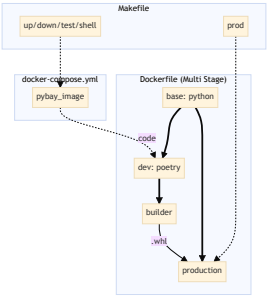 Makefile
up/down/test/shell
prod
docker-compose.yml
pybay_image
Dockerfile (Multi Stage)
base: python
.code
dev: poetry
builder
.whl
production